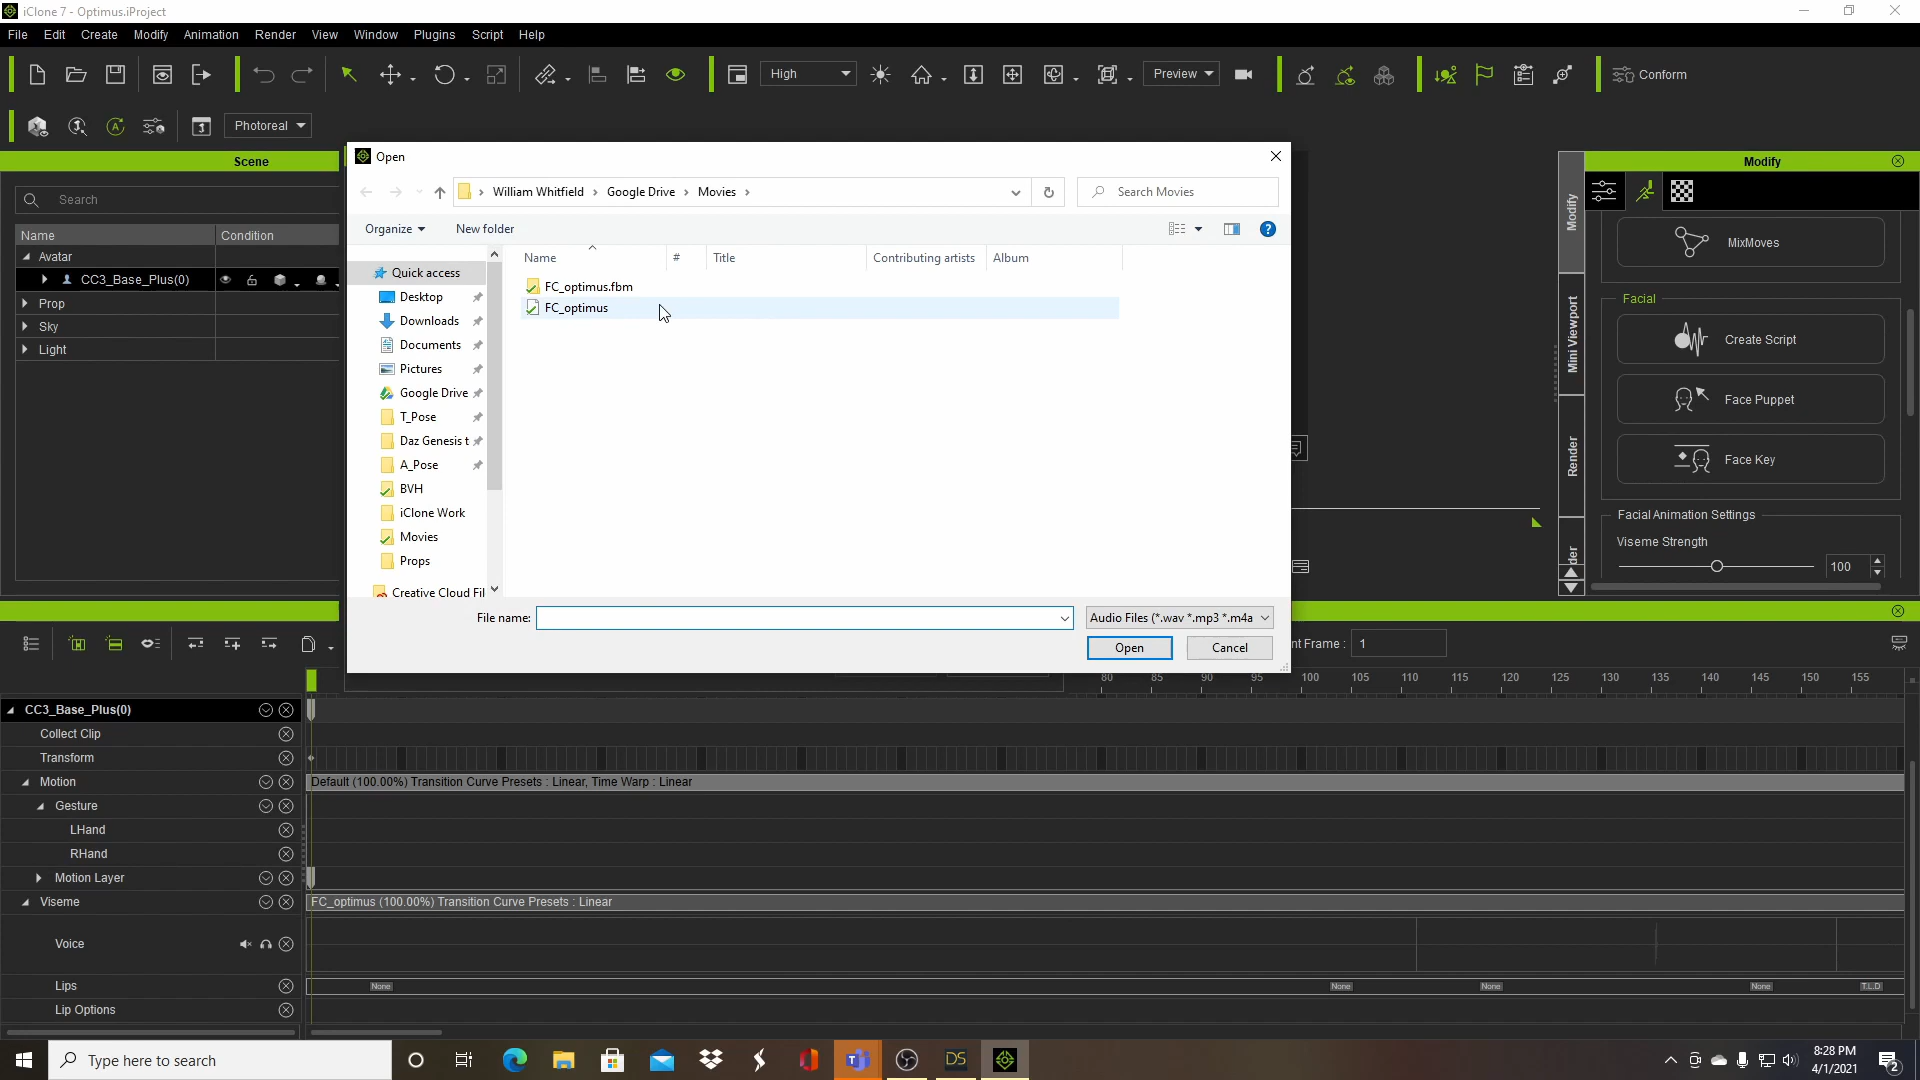 iClone 7 - Optimus.iProject
File Edit Create Modify Animation Render View Window Plugins Script Help
High
Preview
Conform
Photoreal
Scene
Search
Name Condition
Avatar
CC3_Base_Plus(0)
Prop
Sky
Light
Open
William Whitfield › Google Drive › Movies ›
Search Movies
Organize New folder
Name # Title Contributing artists Album
Quick access
Desktop
Downloads
Documents
Pictures
Google Drive
T_Pose
Daz Genesis t
A_Pose
BVH
iClone Work
Movies
Props
Creative Cloud Fil
FC_optimus.fbm
FC_optimus
File name:
Audio Files (*.wav *.mp3 *.m4a
Open Cancel
Modify
Modify
Mini Viewport
Render
der
MixMoves
Facial
Create Script
Face Puppet
Face Key
Facial Animation Settings
Viseme Strength
100
nt Frame : 1
80 85 90 95 100 105 110 115 120 125 130 135 140 145 150 155
CC3_Base_Plus(0)
Collect Clip
Transform
Motion
Default (100.00%) Transition Curve Presets : Linear, Time Warp : Linear
Gesture
LHand
RHand
Motion Layer
Viseme
FC_optimus (100.00%) Transition Curve Presets : Linear
Voice
Lips
None None None None T.L.D
Lip Options
Type here to search
DS
8:28 PM
4/1/2021
2